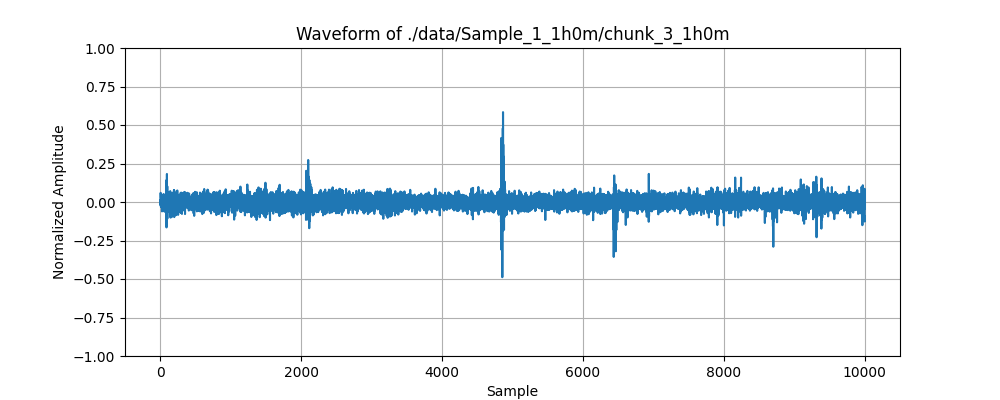 Waveform of ./data/Sample_1_1h0m/chunk_3_1h0m
Normalized Amplitude
1.00
0.75
0.50
0.25
0.00
−0.25
−0.50
−0.75
−1.00
0 2000 4000 6000 8000 10000
Sample